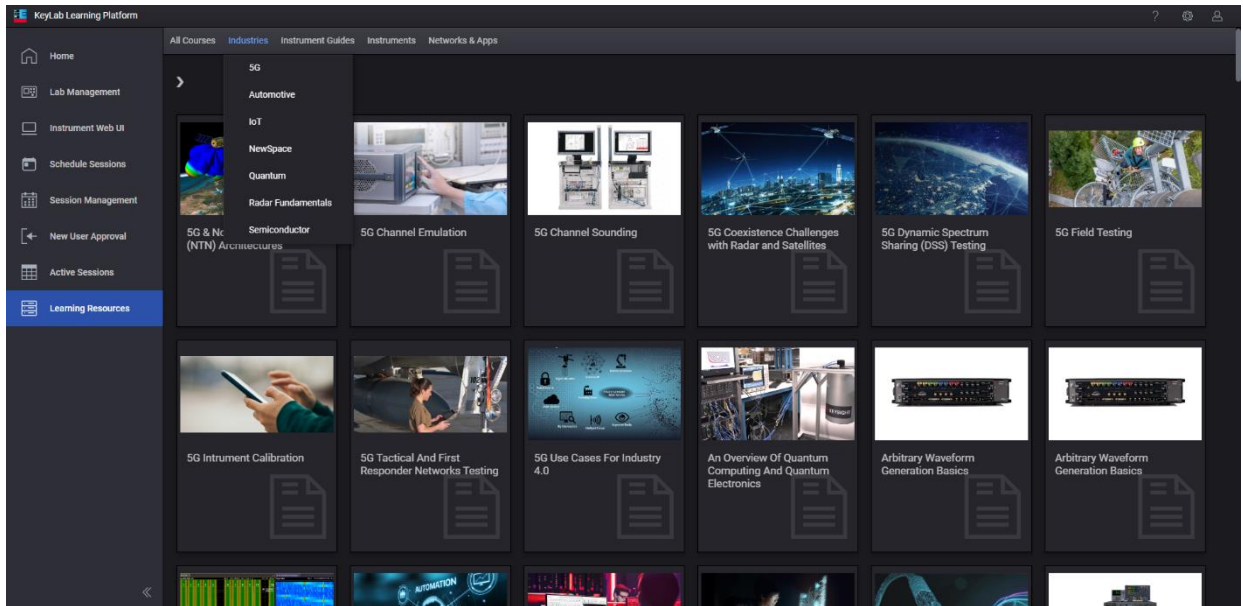 KeyLab Learning Platform
?
Home
Lab Management
Instrument Web UI
Schedule Sessions
Session Management
New User Approval
Active Sessions
Learning Resources
All Courses Industries Instrument Guides Instruments Networks & Apps
5G
Automotive
IoT
NewSpace
Quantum
Radar Fundamentals
Semiconductor
5G & No
(NTN) Architectures
5G Channel Emulation
5G Channel Sounding
5G Coexistence Challenges
with Radar and Satellites
5G Dynamic Spectrum
Sharing (DSS) Testing
5G Field Testing
5G Intrument Calibration
5G Tactical And First
Responder Networks Testing
5G Use Cases For Industry
4.0
An Overview Of Quantum
Computing And Quantum
Electronics
Arbitrary Waveform
Generation Basics
Arbitrary Waveform
Generation Basics
AUTOMATION